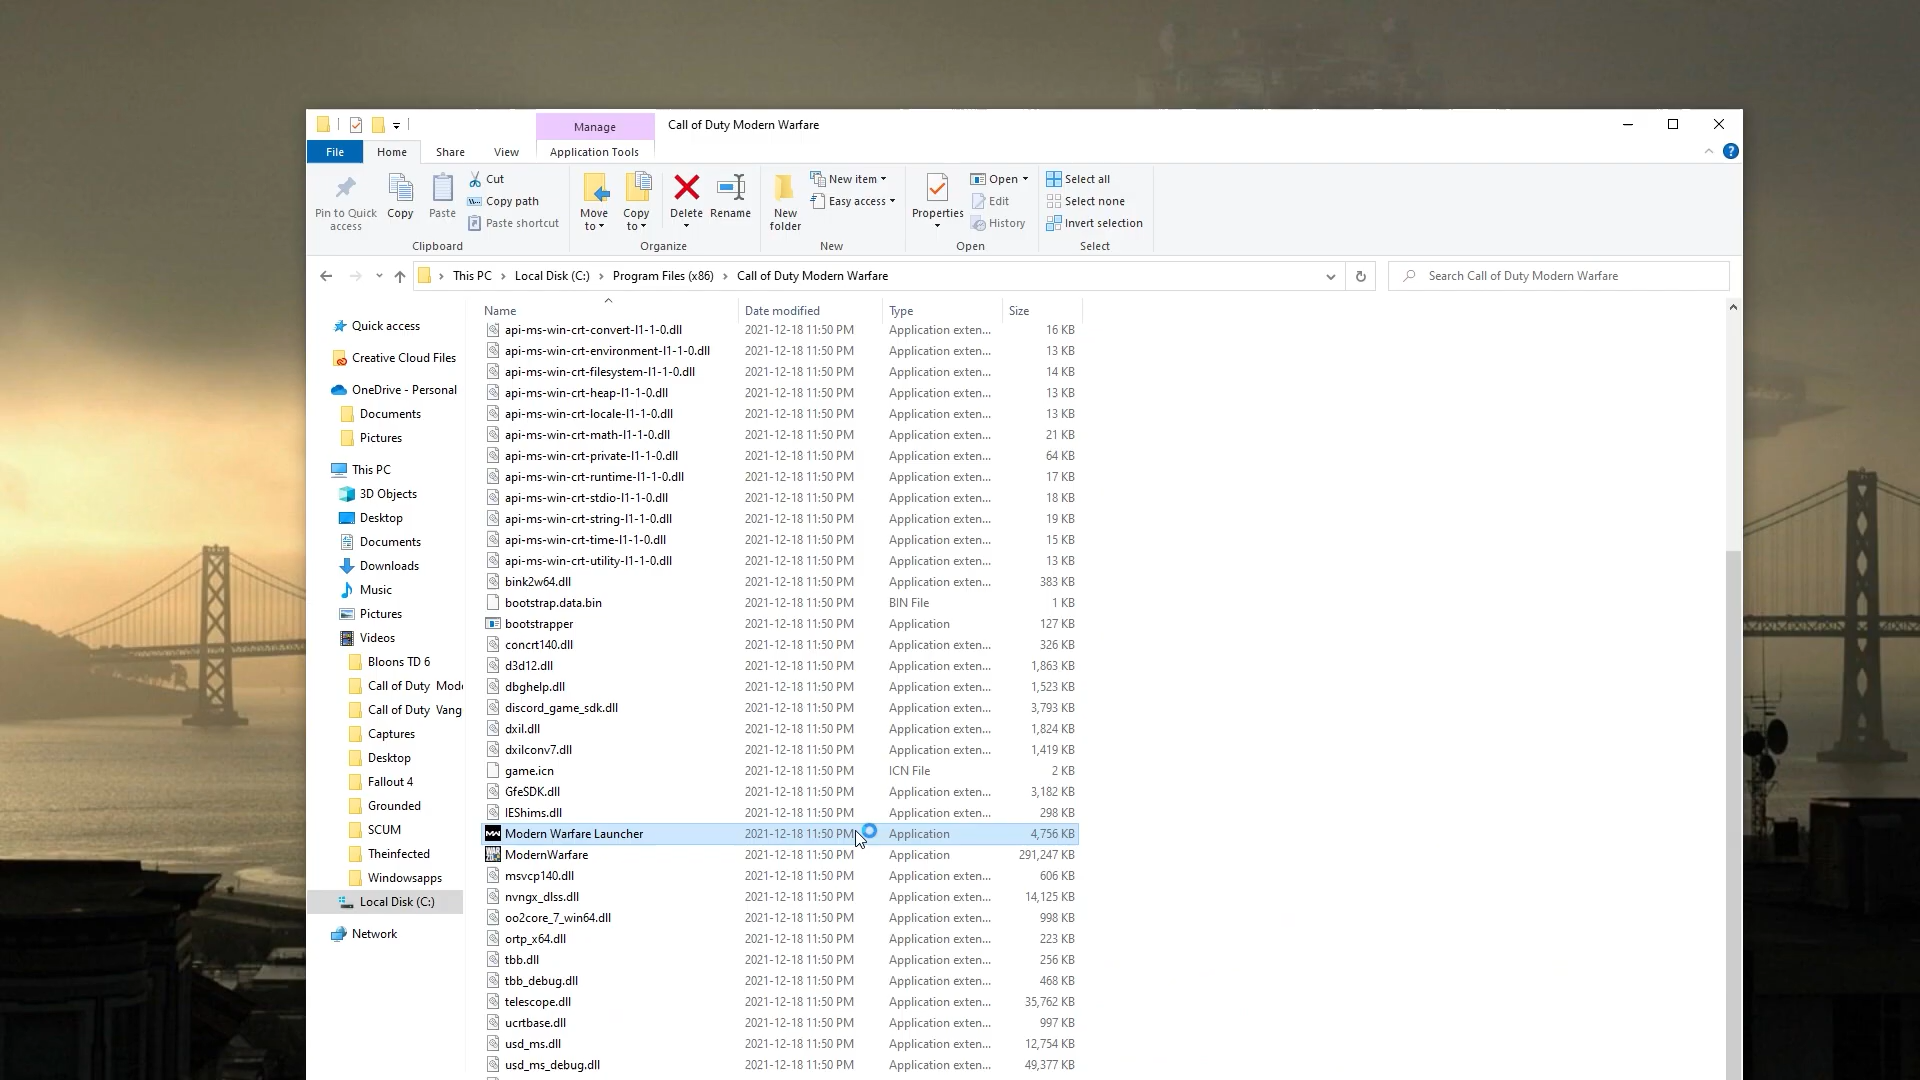 Manage
Call of Duty Modern Warfare
File
Home
Share
View
Application Tools
Pin to Quick access
Copy
Paste
Cut
Copy path
Paste shortcut
Clipboard
Move to
Copy to
Delete
Rename
Organize
New folder
New item
Easy access
New
Properties
Open
Edit
History
Open
Select all
Select none
Invert selection
Select
This PC > Local Disk (C:) > Program Files (x86) > Call of Duty Modern Warfare
Search Call of Duty Modern Warfare
Quick access
Creative Cloud Files
OneDrive - Personal
Documents
Pictures
This PC
3D Objects
Desktop
Documents
Downloads
Music
Pictures
Videos
Bloons TD 6
Call of Duty Mod
Call of Duty Vang
Captures
Desktop
Fallout 4
Grounded
SCUM
Theinfected
Windowsapps
Local Disk (C:)
Network
Name Date modified Type Size
api-ms-win-crt-convert-l1-1-0.dll 2021-12-18 11:50 PM Application exten... 16 KB
api-ms-win-crt-environment-l1-1-0.dll 2021-12-18 11:50 PM Application exten... 13 KB
api-ms-win-crt-filesystem-l1-1-0.dll 2021-12-18 11:50 PM Application exten... 14 KB
api-ms-win-crt-heap-l1-1-0.dll 2021-12-18 11:50 PM Application exten... 13 KB
api-ms-win-crt-locale-l1-1-0.dll 2021-12-18 11:50 PM Application exten... 13 KB
api-ms-win-crt-math-l1-1-0.dll 2021-12-18 11:50 PM Application exten... 21 KB
api-ms-win-crt-private-l1-1-0.dll 2021-12-18 11:50 PM Application exten... 64 KB
api-ms-win-crt-runtime-l1-1-0.dll 2021-12-18 11:50 PM Application exten... 17 KB
api-ms-win-crt-stdio-l1-1-0.dll 2021-12-18 11:50 PM Application exten... 18 KB
api-ms-win-crt-string-l1-1-0.dll 2021-12-18 11:50 PM Application exten... 19 KB
api-ms-win-crt-time-l1-1-0.dll 2021-12-18 11:50 PM Application exten... 15 KB
api-ms-win-crt-utility-l1-1-0.dll 2021-12-18 11:50 PM Application exten... 13 KB
bink2w64.dll 2021-12-18 11:50 PM Application exten... 383 KB
bootstrap.data.bin 2021-12-18 11:50 PM BIN File 1 KB
bootstrapper 2021-12-18 11:50 PM Application 127 KB
concrt140.dll 2021-12-18 11:50 PM Application exten... 326 KB
d3d12.dll 2021-12-18 11:50 PM Application exten... 1,863 KB
dbghelp.dll 2021-12-18 11:50 PM Application exten... 1,523 KB
discord_game_sdk.dll 2021-12-18 11:50 PM Application exten... 3,793 KB
dxil.dll 2021-12-18 11:50 PM Application exten... 1,824 KB
dxilconv7.dll 2021-12-18 11:50 PM Application exten... 1,419 KB
game.icn 2021-12-18 11:50 PM ICN File 2 KB
GfeSDK.dll 2021-12-18 11:50 PM Application exten... 3,182 KB
IEShims.dll 2021-12-18 11:50 PM Application exten... 298 KB
Modern Warfare Launcher 2021-12-18 11:50 PM Application 4,756 KB
ModernWarfare 2021-12-18 11:50 PM Application 291,247 KB
msvcp140.dll 2021-12-18 11:50 PM Application exten... 606 KB
nvngx_dlss.dll 2021-12-18 11:50 PM Application exten... 14,125 KB
oo2core_7_win64.dll 2021-12-18 11:50 PM Application exten... 998 KB
ortp_x64.dll 2021-12-18 11:50 PM Application exten... 223 KB
tbb.dll 2021-12-18 11:50 PM Application exten... 256 KB
tbb_debug.dll 2021-12-18 11:50 PM Application exten... 468 KB
telescope.dll 2021-12-18 11:50 PM Application exten... 35,762 KB
ucrtbase.dll 2021-12-18 11:50 PM Application exten... 997 KB
usd_ms.dll 2021-12-18 11:50 PM Application exten... 12,754 KB
usd_ms_debug.dll 2021-12-18 11:50 PM Application exten... 49,377 KB